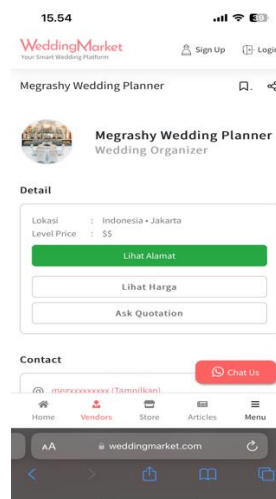 15.54
WeddingMarket
Your Smart Wedding Platform
Sign Up
Login
Megrashy Wedding Planner
Megrashy Wedding Planner
Wedding Organizer
Detail
Lokasi : Indonesia • Jakarta
Level Price : $$
Lihat Alamat
Lihat Harga
Ask Quotation
Contact
Chat Us
megxxxxxxxxx (Tampilkan)
Home Vendors Store Articles Menu
AA weddingmarket.com